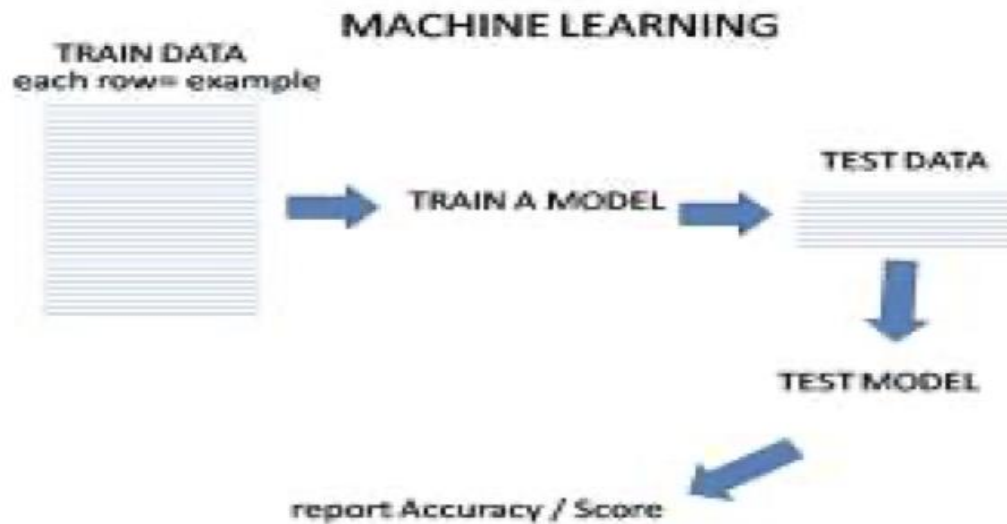 MACHINE LEARNING
TRAIN DATA
each row= example
TRAIN A MODEL
TEST DATA
TEST MODEL
report Accuracy / Score